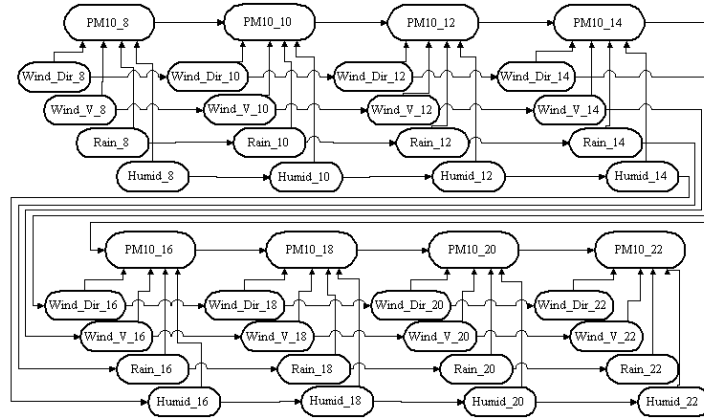 PM10_8 PM10_10 PM10_12 PM10_14
Wind_Dir_8 Wind_Dir_10 Wind_Dir_12 Wind_Dir_14
Wind_V_8 Wind_V_10 Wind_V_12 Wind_V_14
Rain_8 Rain_10 Rain_12 Rain_14
Humid_8 Humid_10 Humid_12 Humid_14
PM10_16 PM10_18 PM10_20 PM10_22
Wind_Dir_16 Wind_Dir_18 Wind_Dir_20 Wind_Dir_22
Wind_V_16 Wind_V_18 Wind_V_20 Wind_V_22
Rain_16 Rain_18 Rain_20 Rain_22
Humid_16 Humid_18 Humid_20 Humid_22